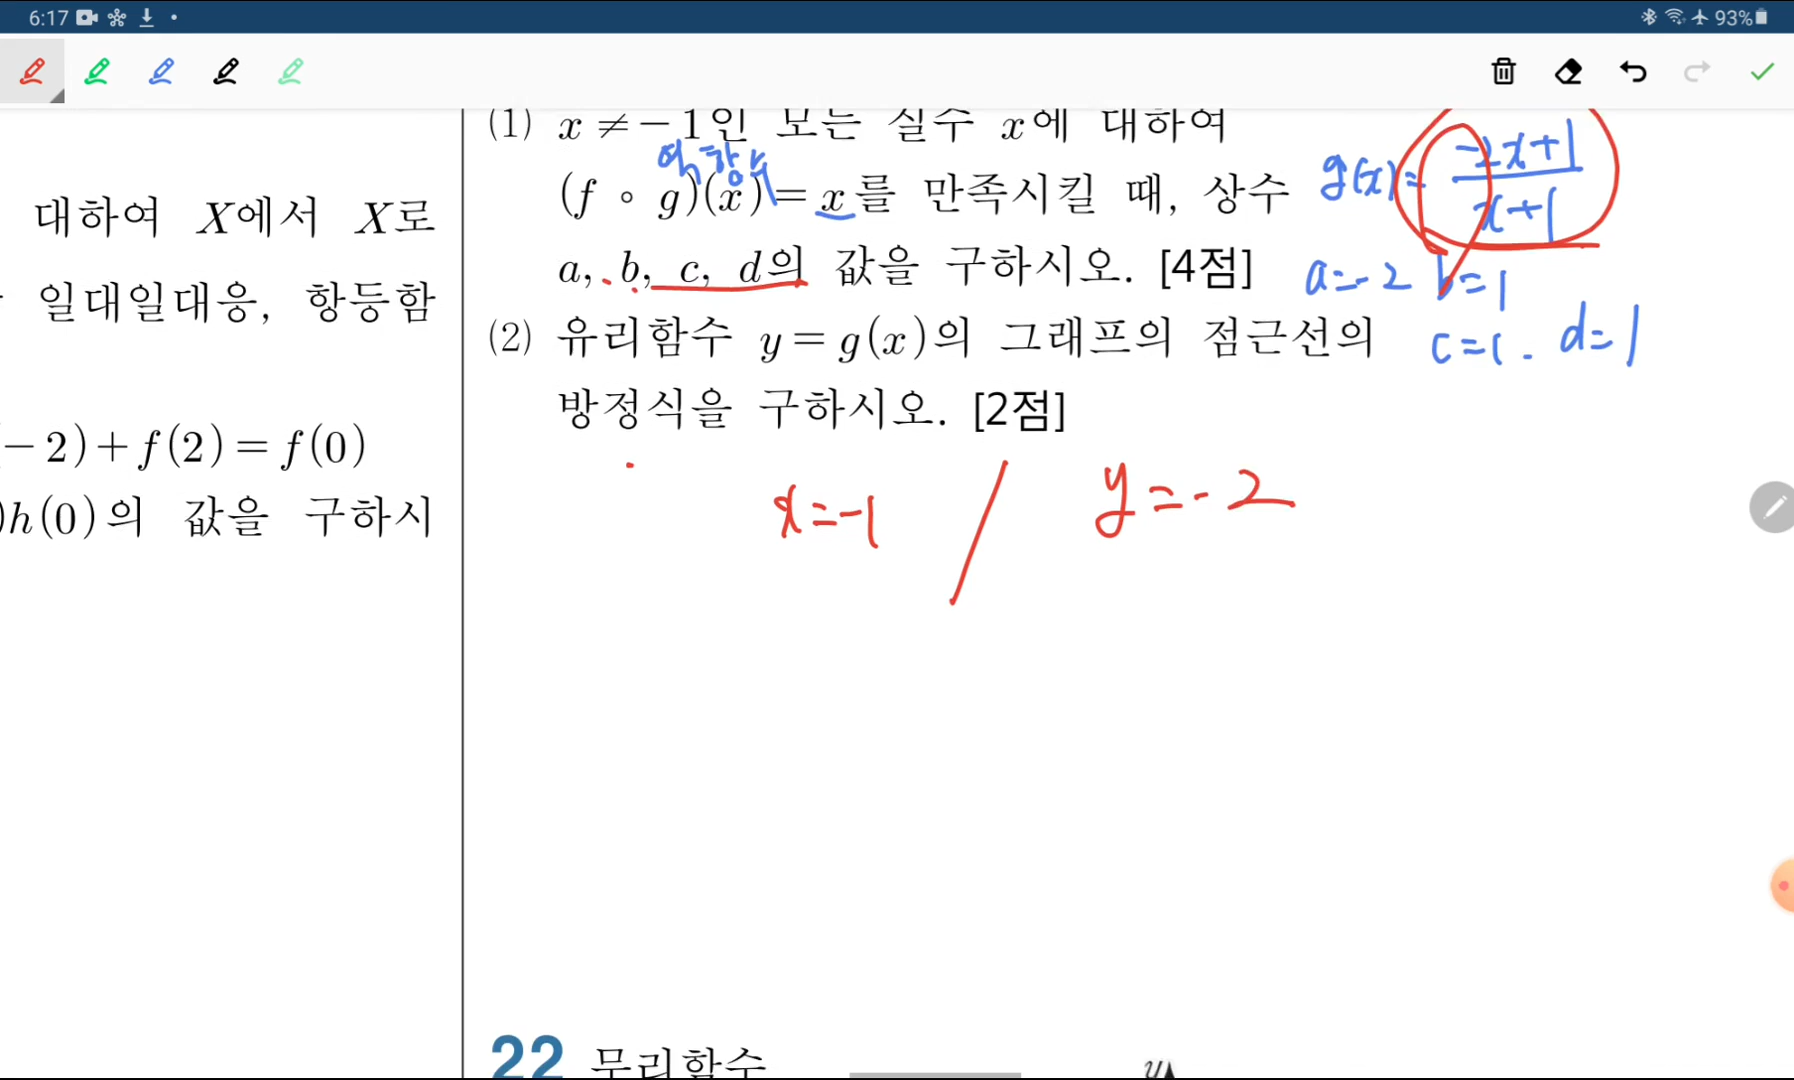 6:17
93%
대하여 X에서 X로
일대일대응, 항등함
-2)+f(2)=f(0)
)h(0)의 값을 구하시
(1) x≠-1인 모든 실수 x에 대하여
역함수
(f∘g)(x)=x를 만족시킬 때, 상수
a, b, c, d의 값을 구하시오. [4점]
(2) 유리함수 y=g(x)의 그래프의 점근선의
방정식을 구하시오. [2점]
g(x)= -2x+1
x+1
a=-2 b=1
c=1. d=1
x=-1 / y=-2
22 무리함수
y